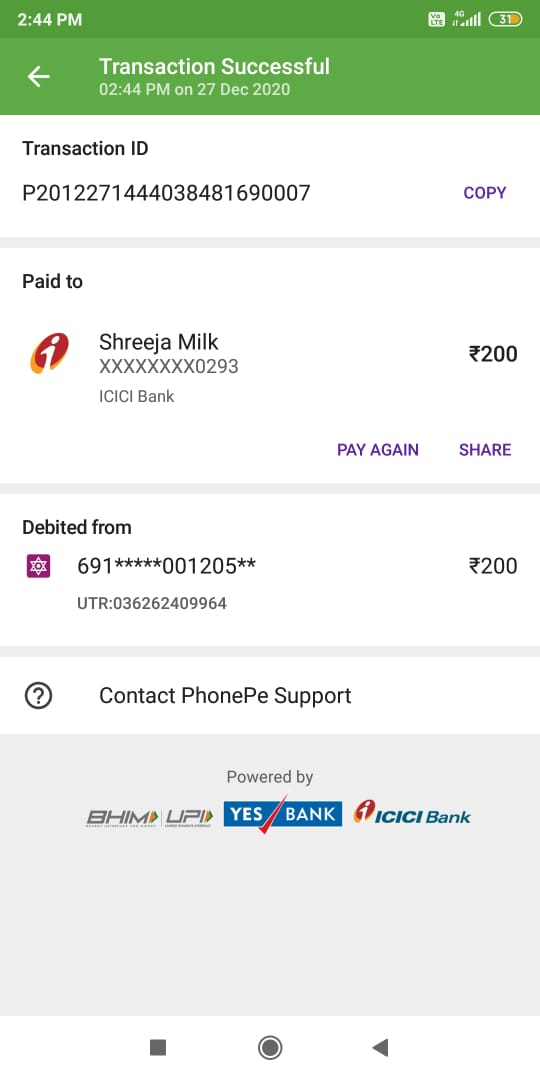 2:44 PM
Vo LTE 4G 31
Transaction Successful
02:44 PM on 27 Dec 2020
Transaction ID
P2012271444038481690007 COPY
Paid to
Shreeja Milk ₹200
XXXXXXXX0293
ICICI Bank
PAY AGAIN SHARE
Debited from
691*****001205** ₹200
UTR:036262409964
Contact PhonePe Support
Powered by
BHIM UPI YES BANK ICICI Bank